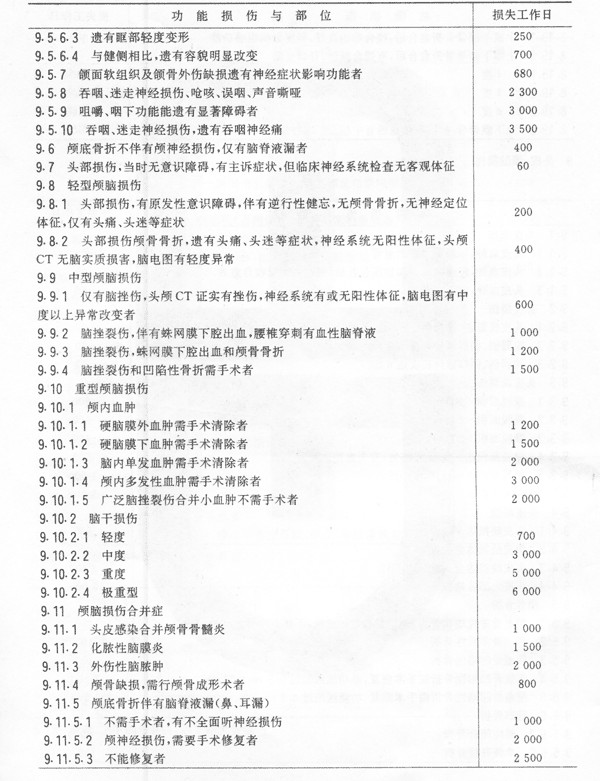 功能损伤与部位 损失工作日
9.5.6.3 遗有眶部轻度变形 250
9.5.6.4 与健侧相比,遗有容貌明显改变 700
9.5.7 颌面软组织及颌骨外伤缺损遗有神经症状影响功能者 680
9.5.8 吞咽、迷走神经损伤、呛咳、误咽、声音嘶哑 2 300
9.5.9 咀嚼、咽下功能能遗有显著障碍者 3 000
9.5.10 吞咽、迷走神经损伤,遗有吞咽神经痛 3 500
9.6 颅底骨折不伴有颅神经损伤,仅有脑脊液漏者 400
9.7 头部损伤,当时无意识障碍,有主诉症状,但临床神经系统检查无客观体征 60
9.8 轻型颅脑损伤
9.8.1 头部损伤,有原发性意识障碍,伴有逆行性健忘,无颅骨骨折,无神经定位
体征,仅有头痛、头迷等症状 200
9.8.2 头部损伤颅骨骨折,遗有头痛、头迷等症状,神经系统无阳性体征,头颅
CT 无脑实质损害,脑电图有轻度异常 400
9.9 中型颅脑损伤
9.9.1 仅有脑挫伤,头颅 CT 证实有挫伤,神经系统有或无阳性体征,脑电图有中
度以上异常改变者 600
9.9.2 脑挫裂伤,伴有蛛网膜下腔出血,腰椎穿刺有血性脑脊液 1 000
9.9.3 脑挫裂伤,蛛网膜下腔出血和颅骨骨折 1 200
9.9.4 脑挫裂伤和凹陷性骨折需手术者 1 500
9.10 重型颅脑损伤
9.10.1 颅内血肿
9.10.1.1 硬脑膜外血肿需手术清除者 1 200
9.10.1.2 硬脑膜下血肿需手术清除者 1 500
9.10.1.3 脑内单发血肿需手术清除者 2 000
9.10.1.4 颅内多发性血肿需手术清除者 3 000
9.10.1.5 广泛脑挫裂伤合并小血肿不需手术者 2 000
9.10.2 脑干损伤
9.10.2.1 轻度 700
9.10.2.2 中度 3 000
9.10.2.3 重度 5 000
9.10.2.4 极重型 6 000
9.11 颅脑损伤合并症
9.11.1 头皮感染合并颅骨骨髓炎 1 000
9.11.2 化脓性脑膜炎 1 500
9.11.3 外伤性脑脓肿 2 000
9.11.4 颅骨缺损,需行颅骨成形术者 800
9.11.5 颅底骨折伴有脑脊液漏(鼻、耳漏)
9.11.5.1 不需手术者,有不全面听神经损伤 1 000
9.11.5.2 颅神经损伤,需要手术修复者 2 000
9.11.5.3 不能修复者 2 500